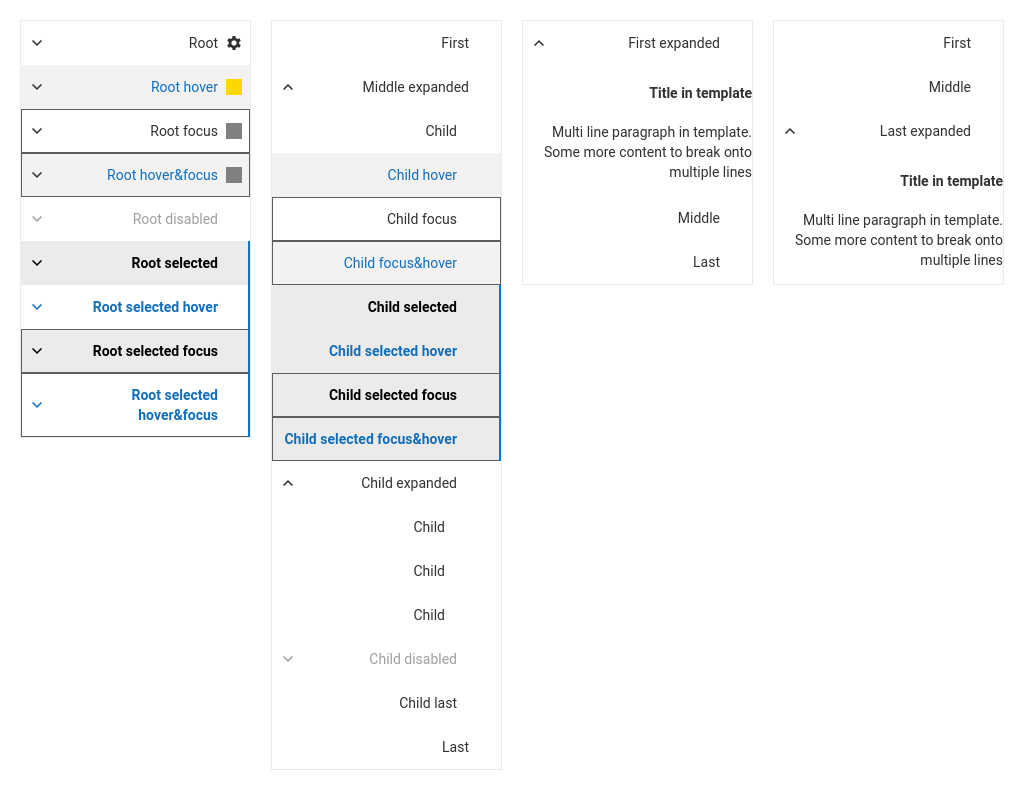 Root
Root hover
Root focus
Root hover&focus
Root disabled
Root selected
Root selected hover
Root selected focus
Root selected
hover&focus
First
Middle expanded
Child
Child hover
Child focus
Child focus&hover
Child selected
Child selected hover
Child selected focus
Child selected focus&hover
Child expanded
Child
Child
Child
Child disabled
Child last
Last
First expanded
Title in template
Multi line paragraph in template.
Some more content to break onto
multiple lines
Middle
Last
First
Middle
Last expanded
Title in template
Multi line paragraph in template.
Some more content to break onto
multiple lines